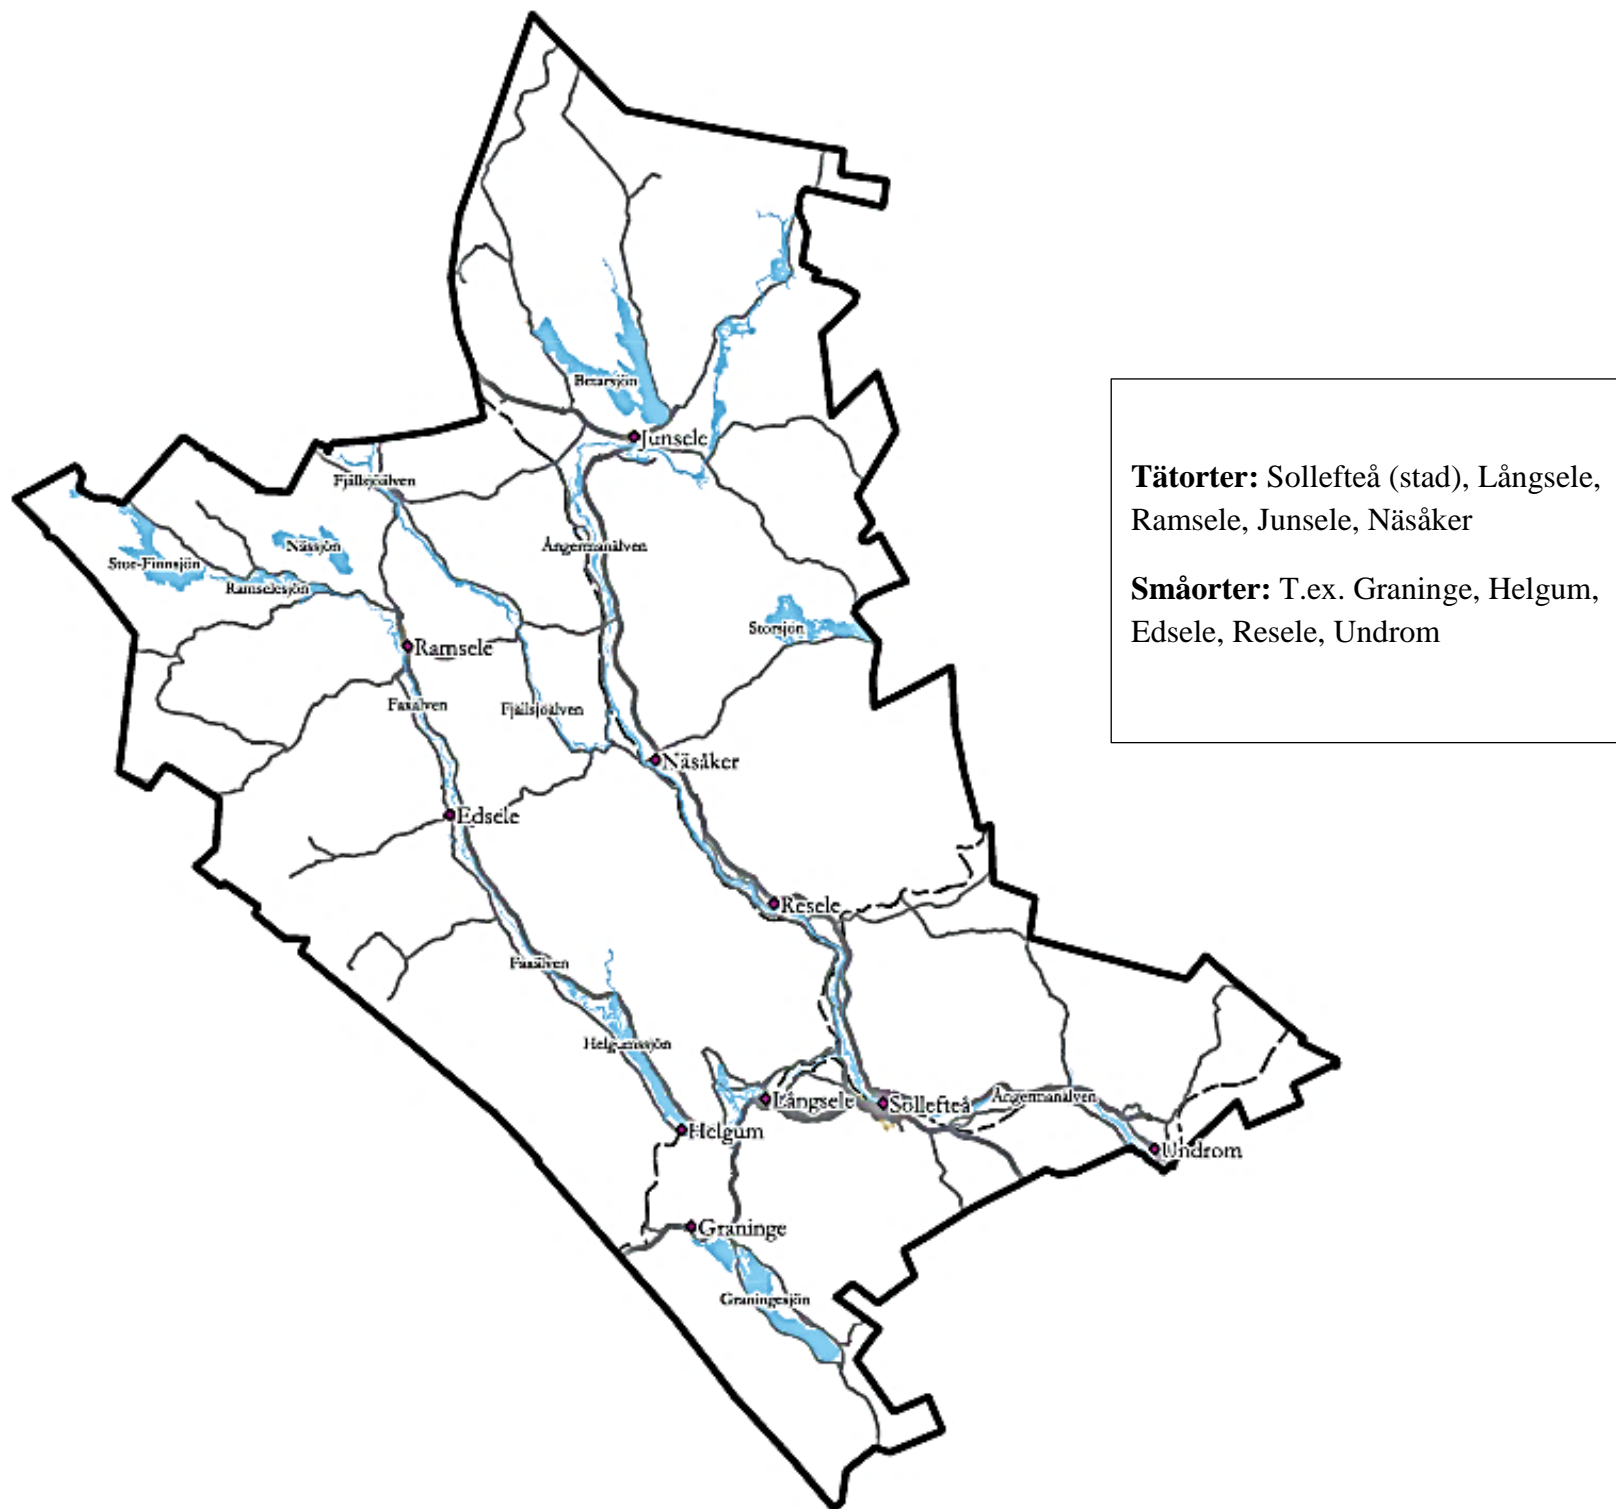 Betarsjön
Junsele
Fjällsjöälven
Ångermanälven
Nässjön
Stor-Finnsjön
Ramselesjön
Storsjön
Ramsele
Faxälven
Fjällsjöälven
Näsåker
Edsele
Resele
Faxälven
Helgumssjön
Långsele
Sollefteå
Ångermanälven
Helgum
Undrom
Graninge
Graningesjön
Tätorter: Sollefteå (stad), Långsele,
Ramsele, Junsele, Näsåker
Småorter: T.ex. Graninge, Helgum,
Edsele, Resele, Undrom